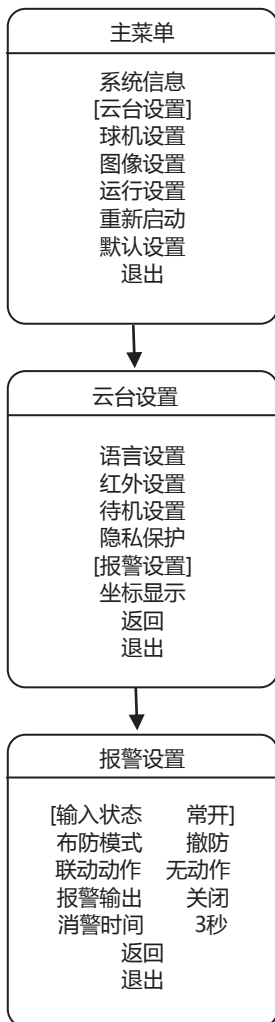 主菜单
系统信息
[云台设置]
球机设置
图像设置
运行设置
重新启动
默认设置
退出
云台设置
语言设置
红外设置
待机设置
隐私保护
[报警设置]
坐标显示
返回
退出
报警设置
[输入状态 常开]
布防模式 撤防
联动动作 无动作
报警输出 关闭
消警时间 3秒
返回
退出